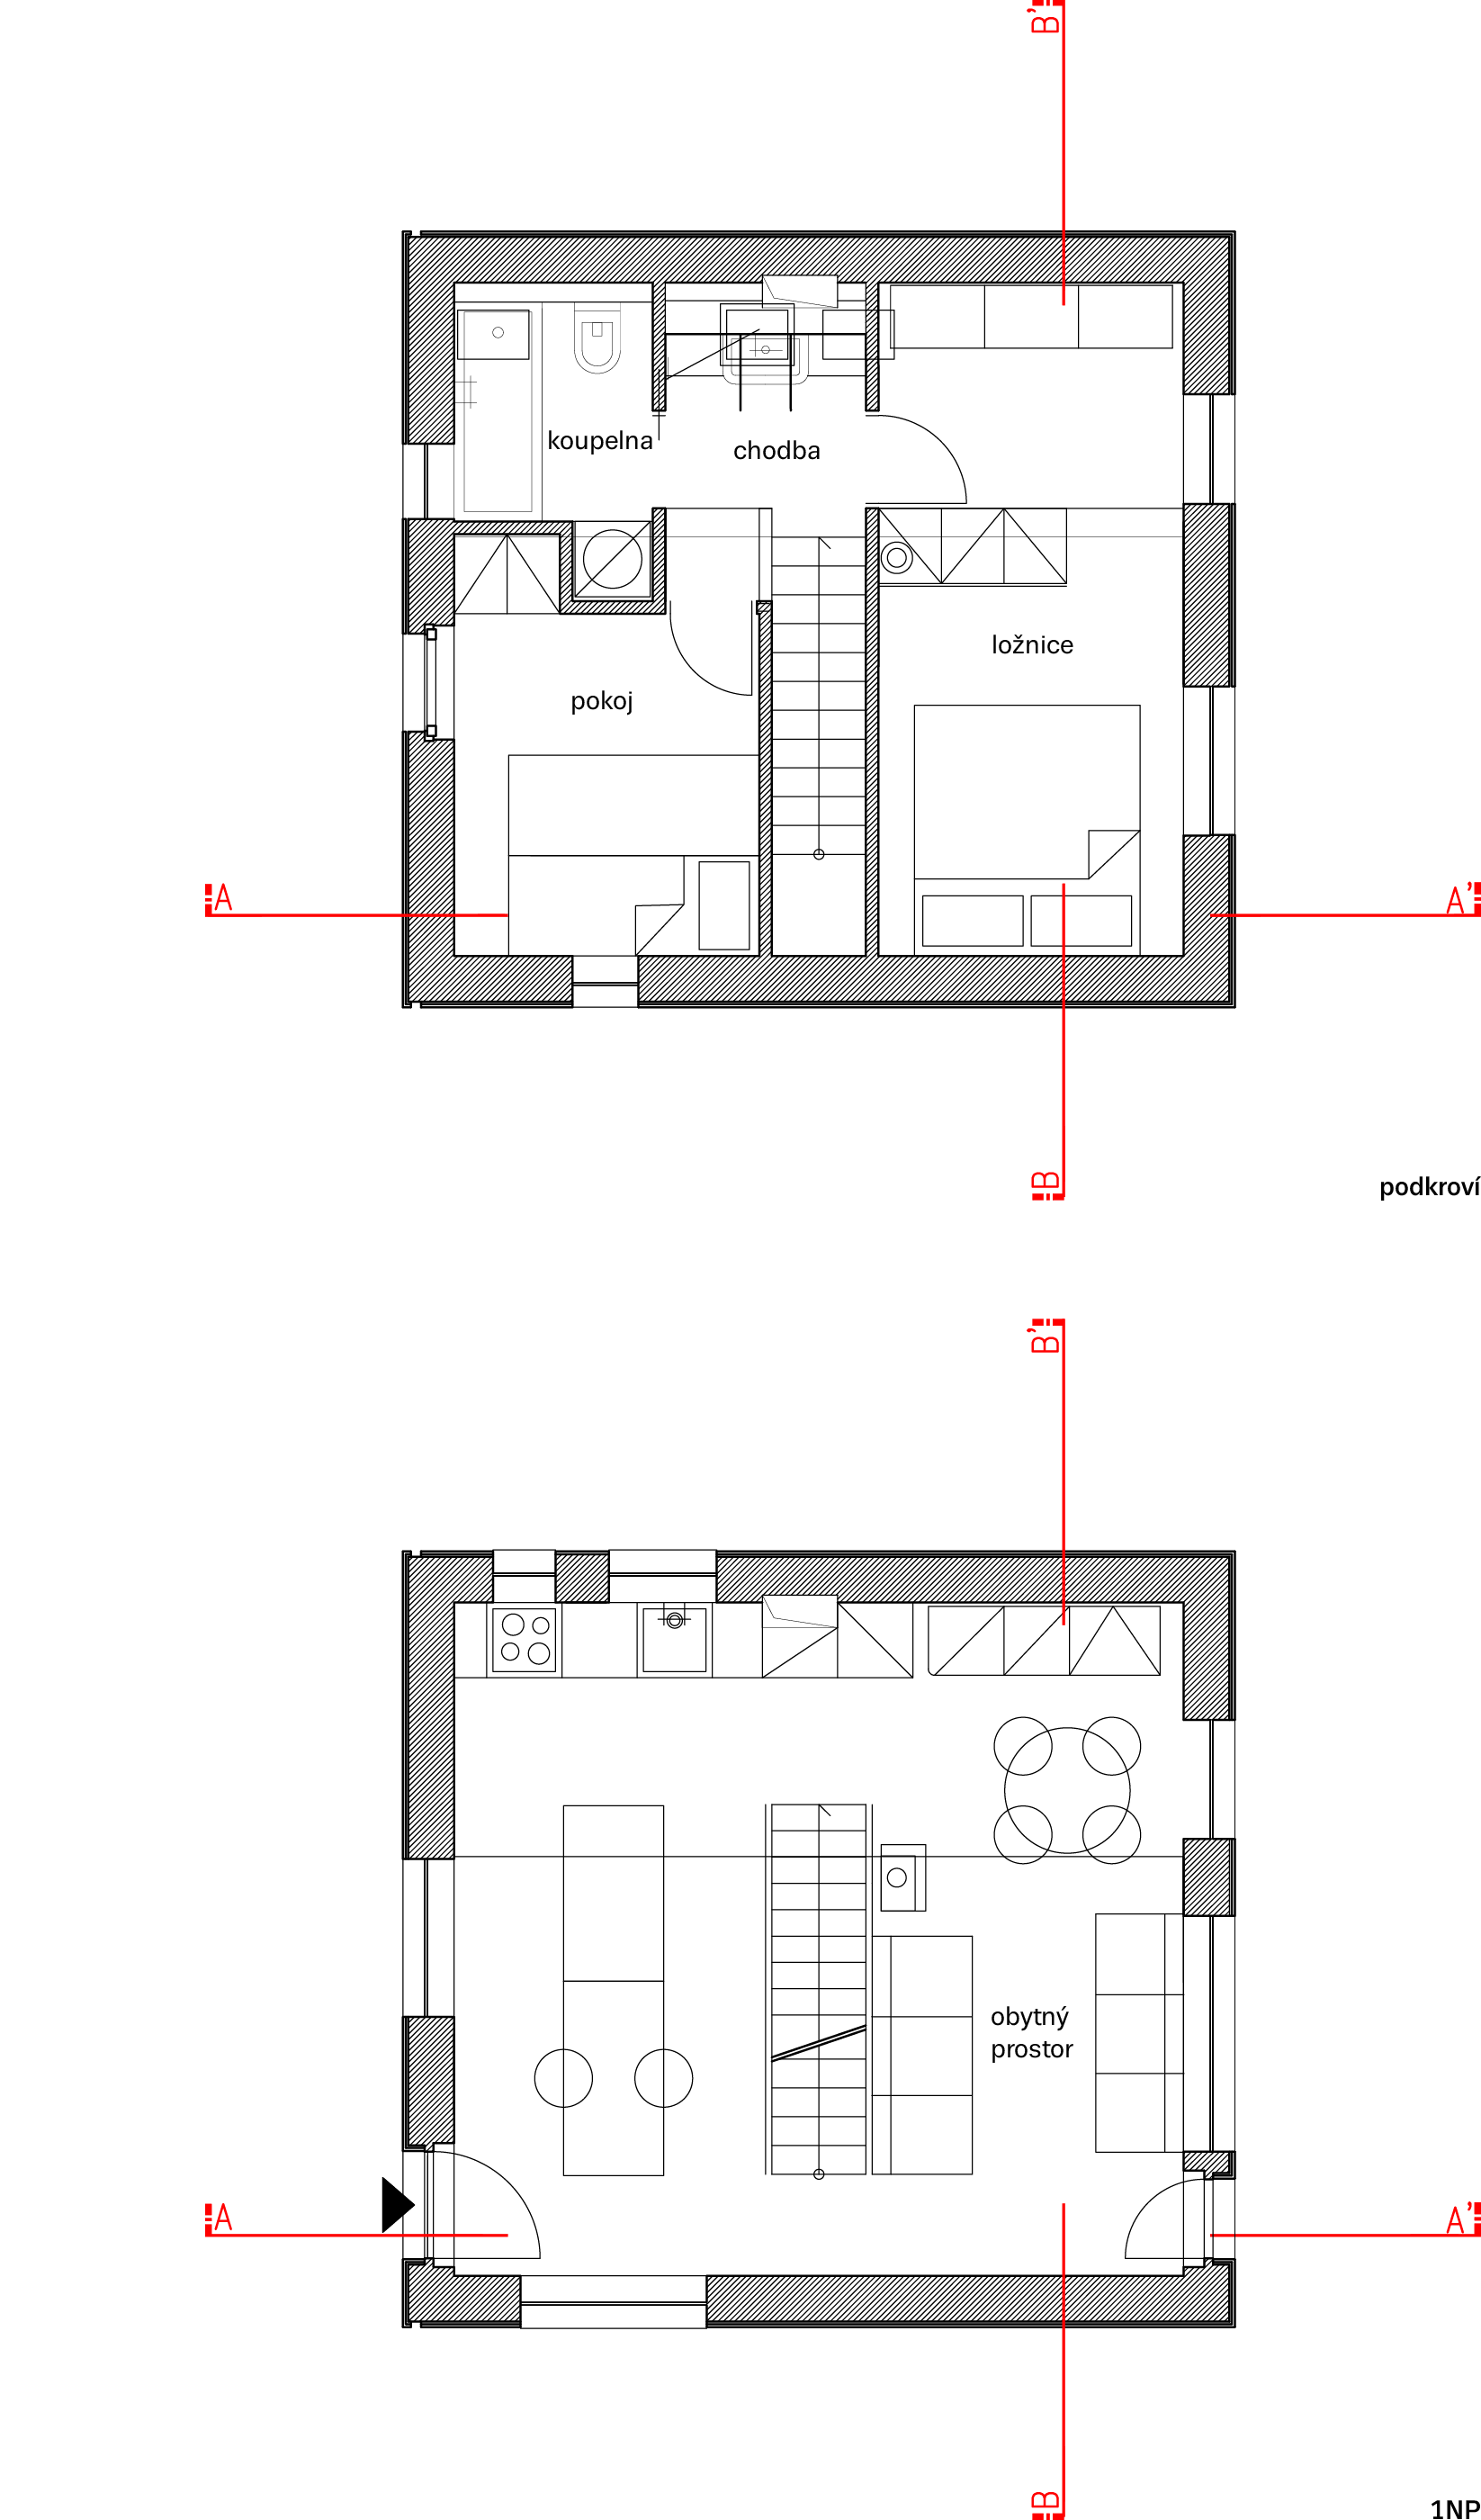 B'
koupelna
chodba
ložnice
pokoj
A
A'
B
podkroví
B'
obytný
prostor
A
A'
B
1NP